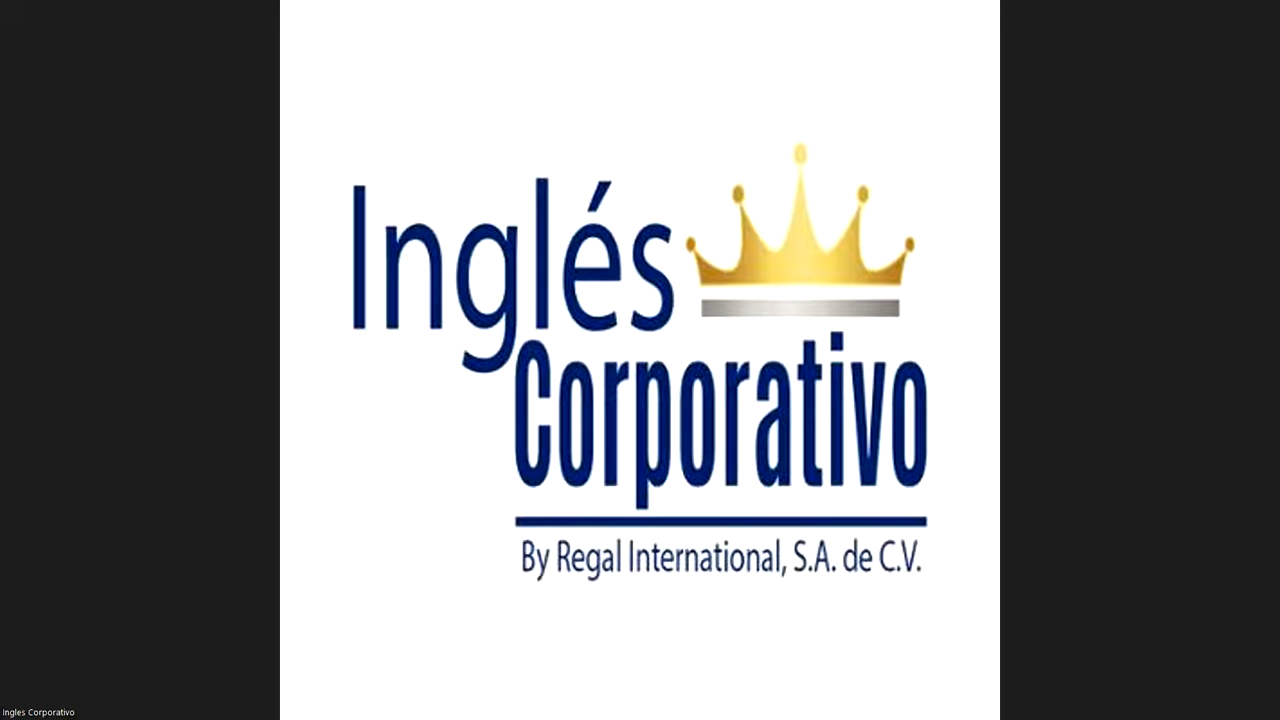 Inglés
Corporativo
By Regal International, S.A. de C.V.
Ingles Corporativo